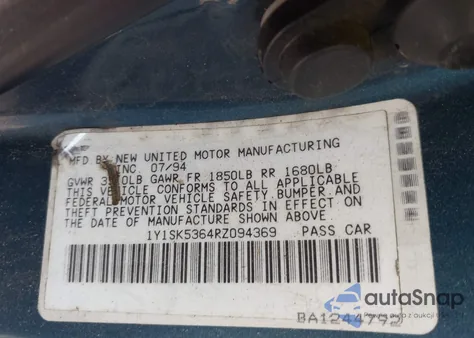 MFD BY NEW UNITED MOTOR MANUFACTURING
INC. 07/94
GVWR LB GAWR FR 1850LB RR 1680LB
THIS VEHICLE CONFORMS TO ALL APPLICABLE
FEDERAL MOTOR VEHICLE SAFETY, BUMPER, AND
THEFT PREVENTION STANDARDS IN EFFECT ON
THE DATE OF MANUFACTURE SHOWN ABOVE.
1Y1SK5364RZ094369 PASS CAR
BA1244792
autoSnap